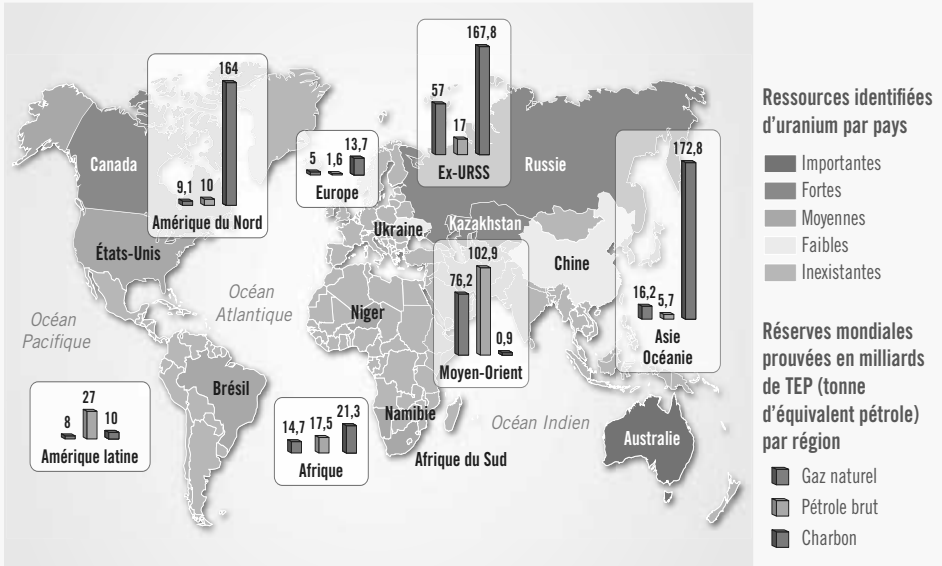 164
9,1 10
Amérique du Nord
5 1,6 13,7
Europe
57 17 167,8
Ex-URSS
172,8
16,2 5,7
Asie
Océanie
76,2 102,9 0,9
Moyen-Orient
8 27 10
Amérique latine
14,7 17,5 21,3
Afrique
Canada
États-Unis
Brésil
Niger
Namibie
Afrique du Sud
Ukraine
Kazakhstan
Russie
Chine
Australie
Océan
Pacifique
Océan
Atlantique
Océan Indien
Ressources identifiées
d'uranium par pays
Importantes
Fortes
Moyennes
Faibles
Inexistantes
Réserves mondiales
prouvées en milliards
de TEP (tonne
d'équivalent pétrole)
par région
Gaz naturel
Pétrole brut
Charbon